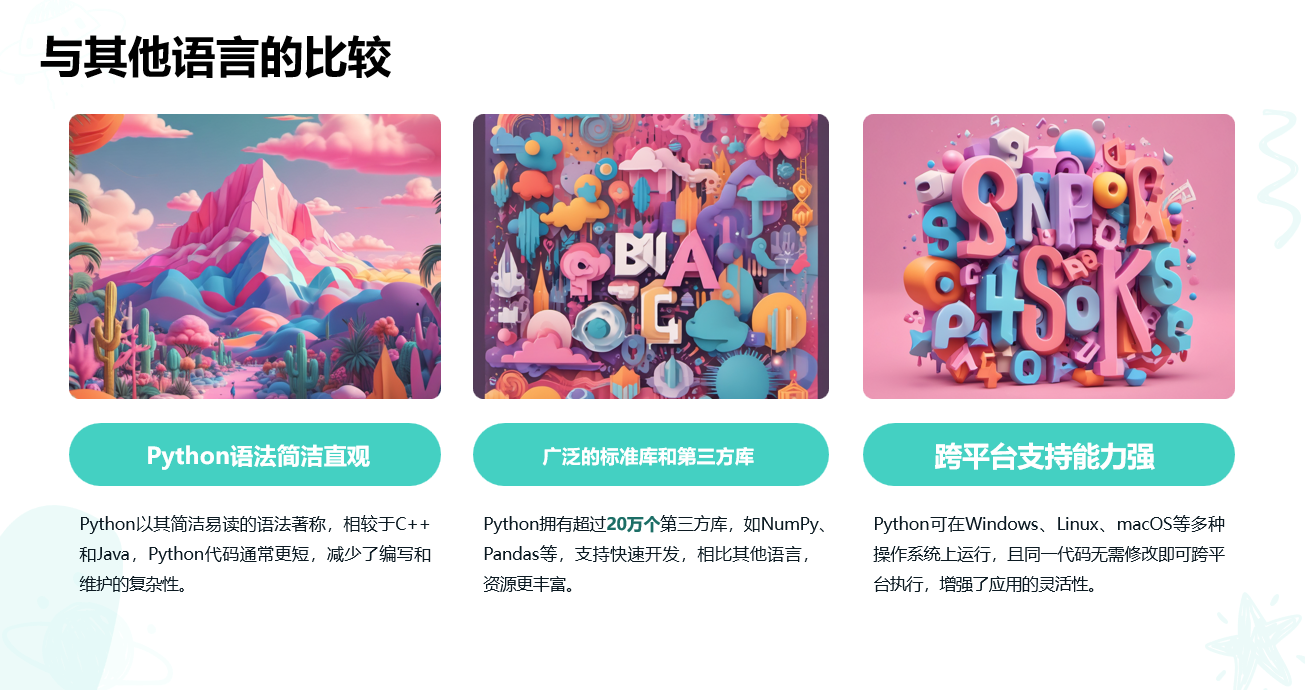 与其他语言的比较
Python语法简洁直观
Python以其简洁易读的语法著称，相较于C++
和Java，Python代码通常更短，减少了编写和
维护的复杂性。
广泛的标准库和第三方库
Python拥有超过20万个第三方库，如NumPy、
Pandas等，支持快速开发，相比其他语言，
资源更丰富。
跨平台支持能力强
Python可在Windows、Linux、macOS等多种
操作系统上运行，且同一代码无需修改即可跨平
台执行，增强了应用的灵活性。